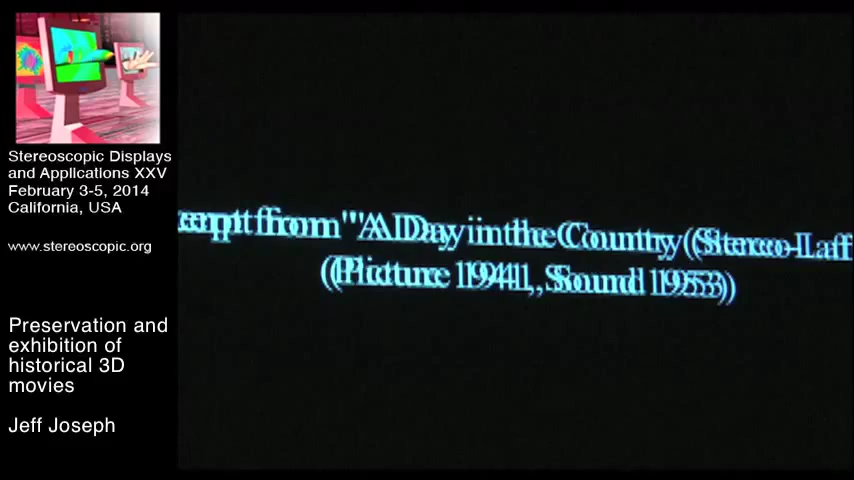 Stereoscopic Displays
and Applications XXV
February 3-5, 2014
California, USA
www.stereoscopic.org
Preservation and
exhibition of
historical 3D
movies
Jeff Joseph
from "A Day in the Country (Stereo-Laff
(Picture 1941, Sound 1953)